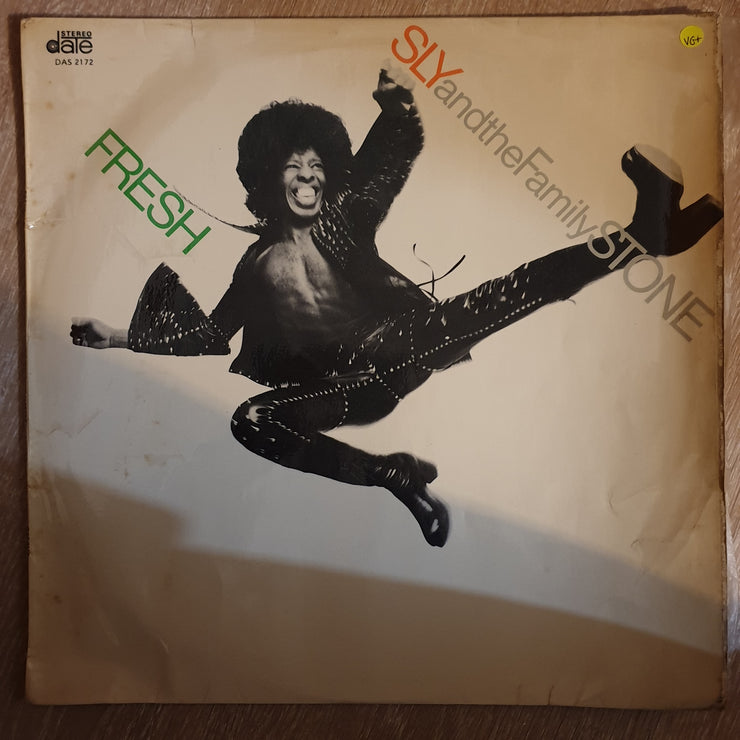 STEREO
date
DAS 2172
VG+
SLYandtheFamilySTONE
FRESH